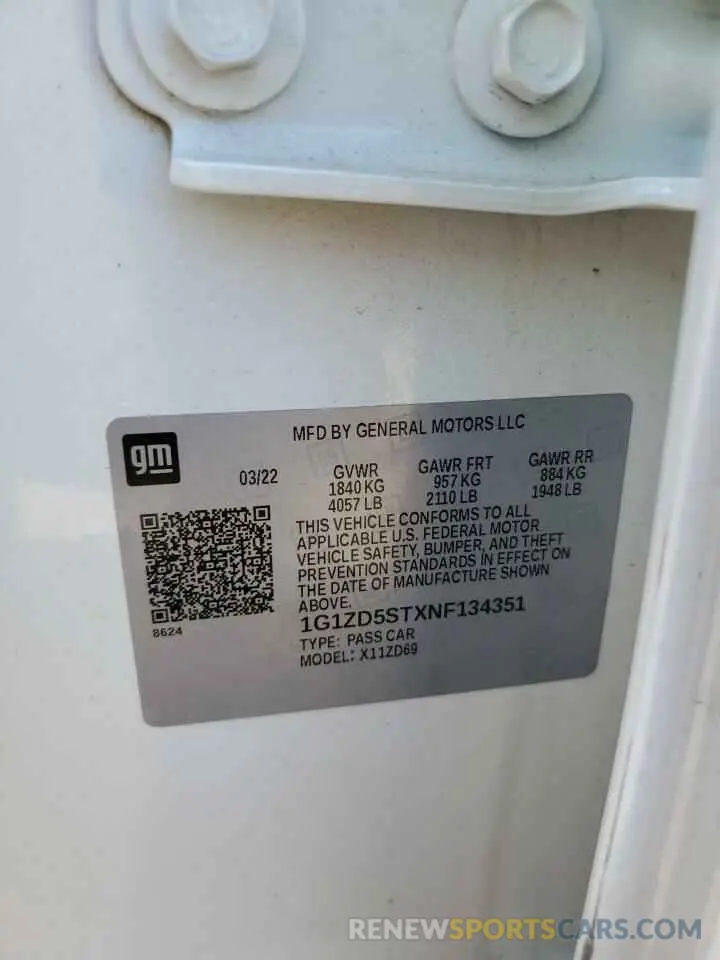 MFD BY GENERAL MOTORS LLC
gm
03/22
GVWR
1840 KG
4057 LB
GAWR FRT
957 KG
2110 LB
GAWR RR
884 KG
1948 LB
THIS VEHICLE CONFORMS TO ALL
APPLICABLE U.S. FEDERAL MOTOR
VEHICLE SAFETY, BUMPER, AND THEFT
PREVENTION STANDARDS IN EFFECT ON
THE DATE OF MANUFACTURE SHOWN
ABOVE.
8624
1G1ZD5STXNF134351
TYPE: PASS CAR
MODEL: X11ZD69
RENEWSPORTSCARS.COM